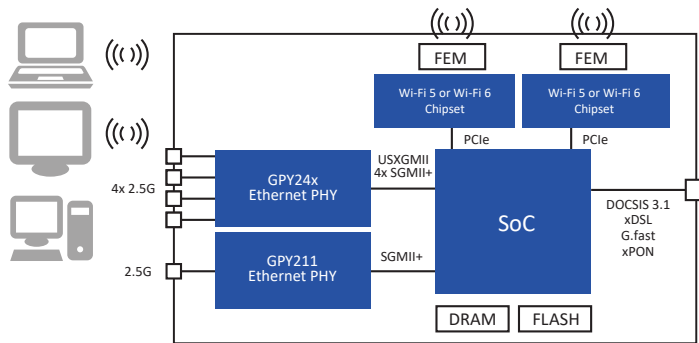 FEM
FEM
Wi-Fi 5 or Wi-Fi 6
Chipset
Wi-Fi 5 or Wi-Fi 6
Chipset
PCIe
PCIe
4x 2.5G
GPY24x
Ethernet PHY
USXGMII
4x SGMII+
SoC
DOCSIS 3.1
xDSL
G.fast
xPON
2.5G
GPY211
Ethernet PHY
SGMII+
DRAM
FLASH